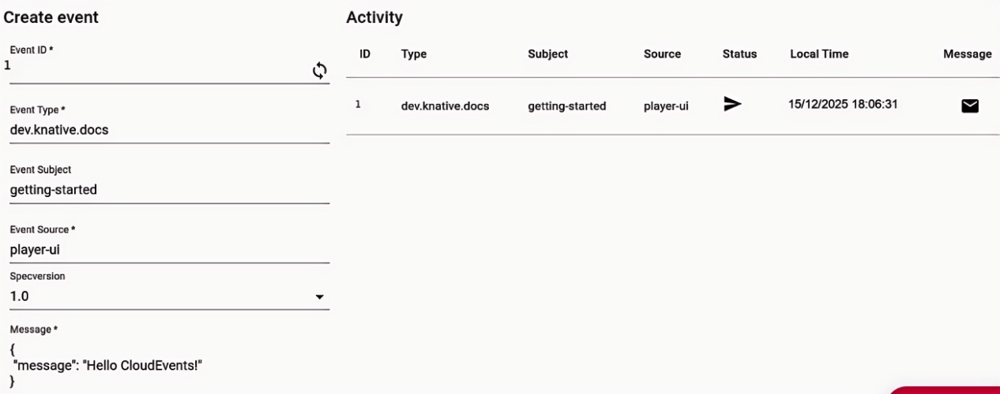 Create event
Event ID *
1
Event Type *
dev.knative.docs
Event Subject
getting-started
Event Source *
player-ui
Specversion
1.0
Message *
{
"message": "Hello CloudEvents!"
}
Activity
ID Type Subject Source Status Local Time Message
1 dev.knative.docs getting-started player-ui 15/12/2025 18:06:31